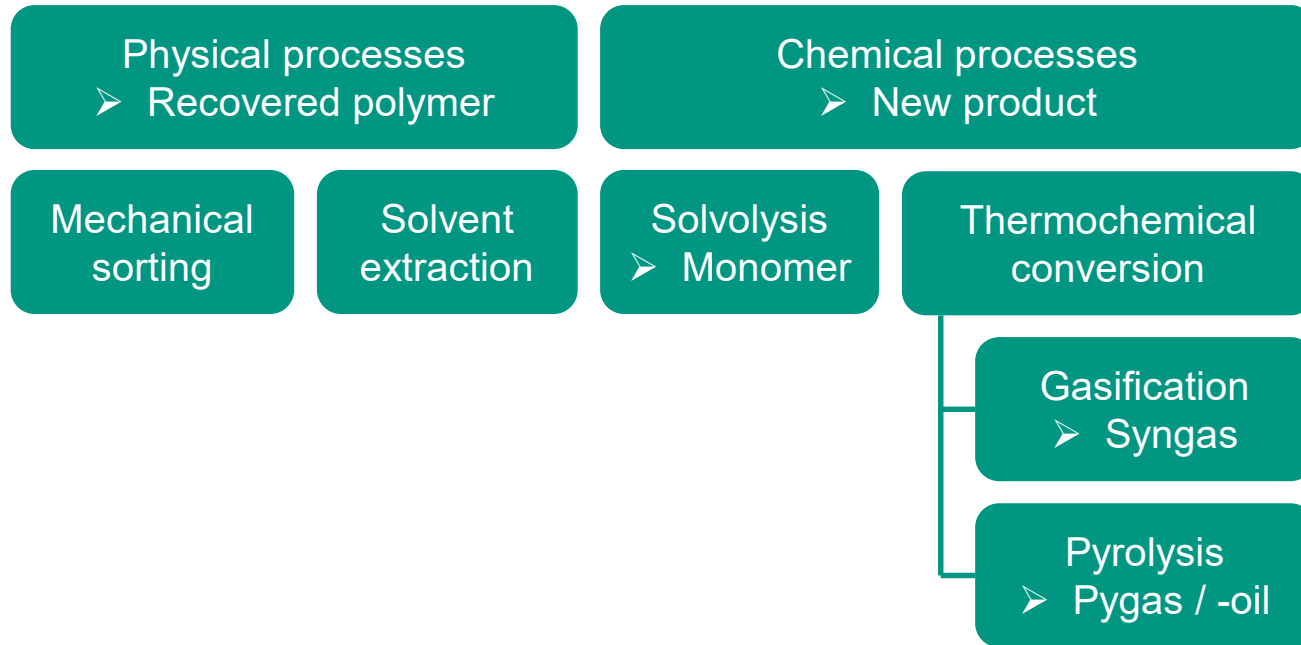 Physical processes
➢ Recovered polymer
Chemical processes
➢ New product
Mechanical
sorting
Solvent
extraction
Solvolysis
➢ Monomer
Thermochemical
conversion
Gasification
➢ Syngas
Pyrolysis
➢ Pygas / -oil